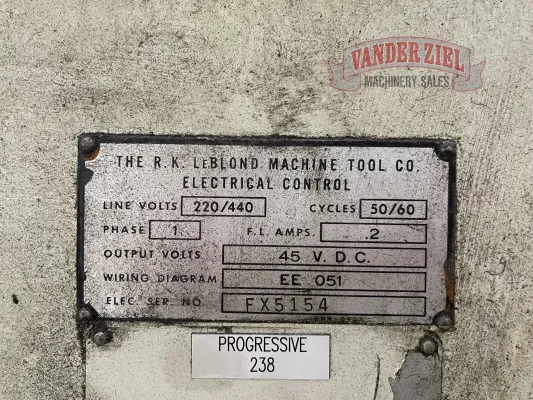 VANDER ZIEL
MACHINERY SALES
THE R.K. LEBLOND MACHINE TOOL CO.
ELECTRICAL CONTROL
LINE VOLTS 220/440 CYCLES 50/60
PHASE 1 F.L. AMPS. .2
OUTPUT VOLTS 45 V. D.C.
WIRING DIAGRAM EE 051
ELEC. SER. NO. FX5154
PROGRESSIVE
238